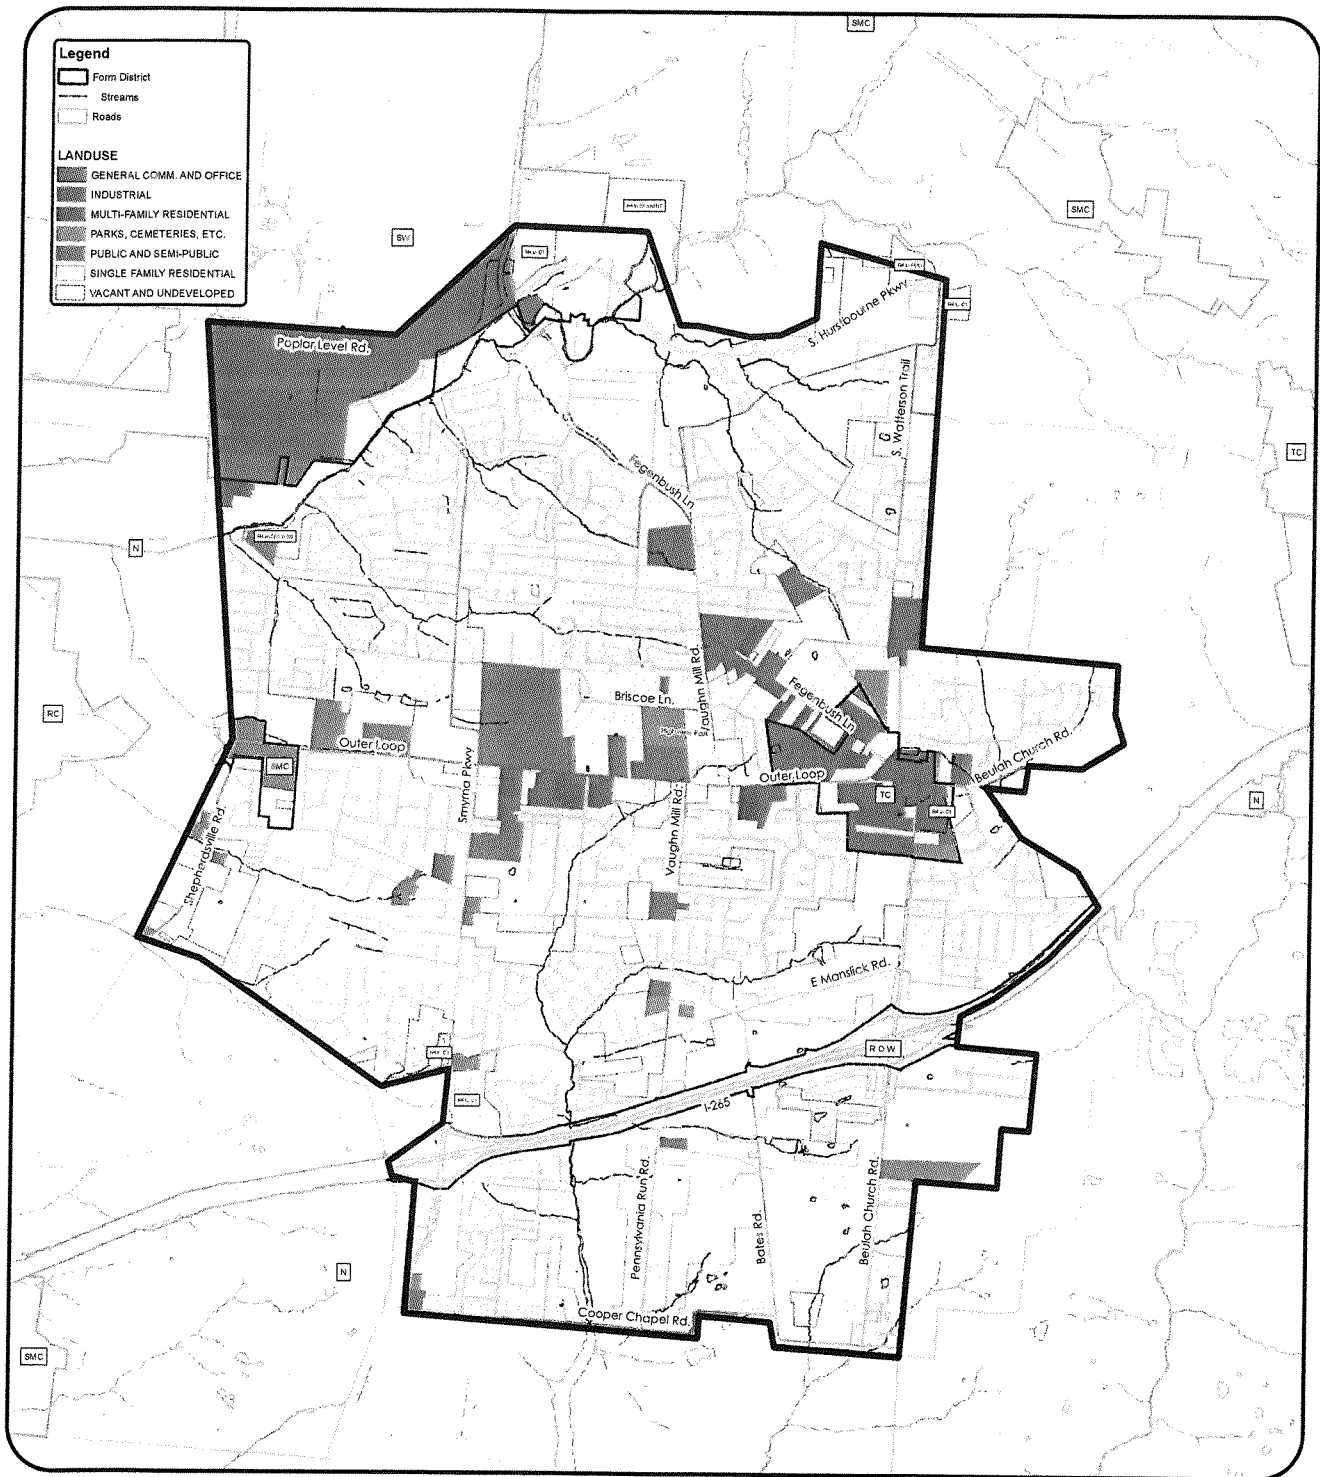 Legend
Form District
Streams
Roads
LANDUSE
GENERAL COMM. AND OFFICE
INDUSTRIAL
MULTI-FAMILY RESIDENTIAL
PARKS, CEMETERIES, ETC.
PUBLIC AND SEMI-PUBLIC
SINGLE FAMILY RESIDENTIAL
VACANT AND UNDEVELOPED
SMC
SMC
SW
S. Hurstbourne Pkwy
Poplar Level Rd.
S. Watterson Trail
TC
Fegenbush Ln
N
Vaughn Mill Rd.
Briscoe Ln.
Fegenbush Ln
RC
Outer Loop
Beulah Church Rd.
SMC
Outer Loop
TC
N
Smyrna Pkwy
Vaughn Mill Rd.
Shepherdsville Rd.
E Manslick Rd.
ROW
I-265
Pennsylvania Run Rd.
Bates Rd.
Beulah Church Rd.
N
Cooper Chapel Rd.
SMC